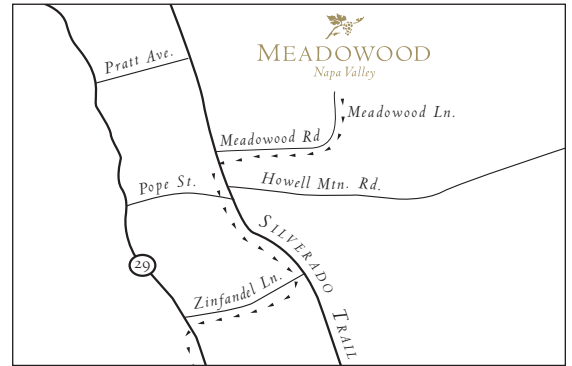 MEADOWOOD
Napa Valley
Pratt Ave.
Meadowood Ln.
Meadowood Rd
Pope St.
Howell Mtn. Rd.
SILVERADO TRAIL
29
Zinfandel Ln.